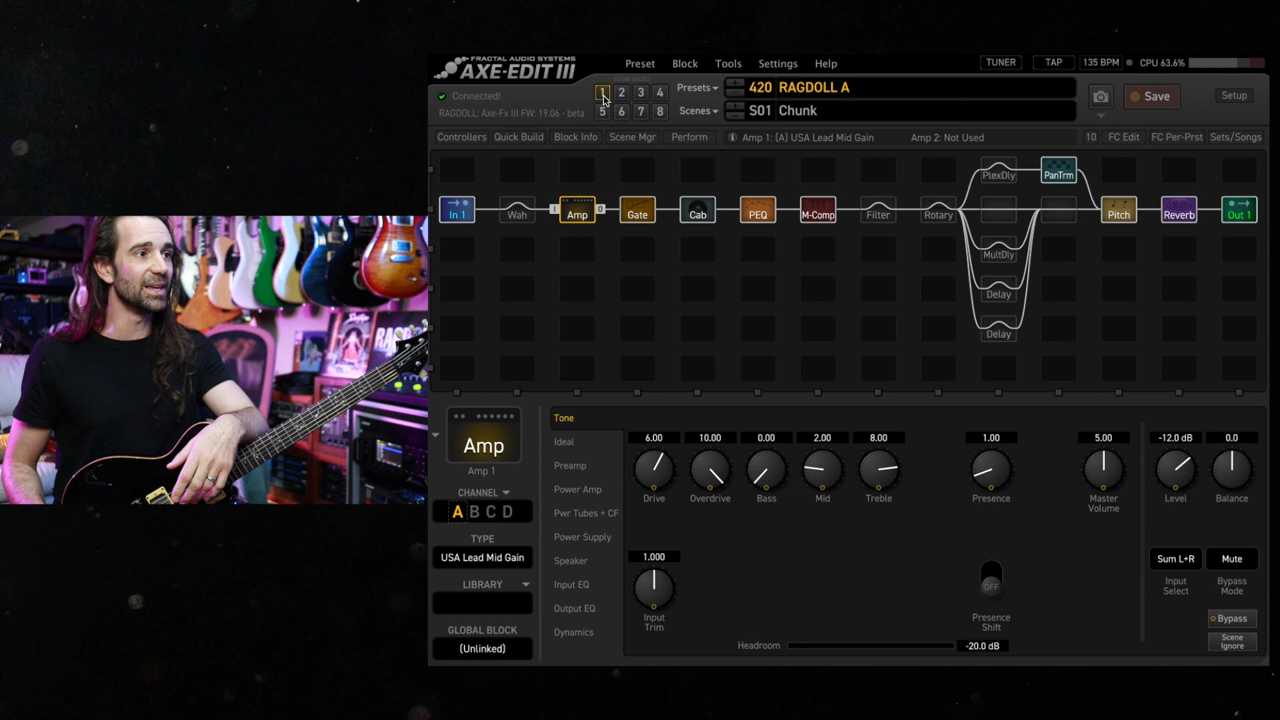 FRACTAL AUDIO SYSTEMS
AXE-EDIT III
Preset Block Tools Settings Help
TUNER TAP 135 BPM CPU 63.6%
SCENE SELECT
Connected!
RAGDOLL: Axe-Fx III FW: 19.06 - beta
1 2 3 4
5 6 7 8
Presets
420 RAGDOLL A
Scenes
S01 Chunk
Save
Setup
Controllers Quick Build Block Info Scene Mgr Perform
Amp 1: (A) USA Lead Mid Gain Amp 2: Not Used
10 FC Edit FC Per-Prst Sets/Songs
PlexDly PanTrm
In 1 Wah I Amp O Gate Cab PEQ M-Comp Filter Rotary Pitch Reverb Out 1
MultDly
Delay
Delay
RAG
Amp
Amp 1
CHANNEL
A B C D
TYPE
USA Lead Mid Gain
LIBRARY
GLOBAL BLOCK
(Unlinked)
Tone
Ideal
Preamp
Power Amp
Pwr Tubes + CF
Power Supply
Speaker
Input EQ
Output EQ
Dynamics
6.00 10.00 0.00 2.00 8.00 1.00 5.00 -12.0 dB 0.0
Drive Overdrive Bass Mid Treble Presence Master Volume Level Balance
1.000
Input Trim
OFF
Presence Shift
Sum L+R Mute
Input Select Bypass Mode
Bypass
Scene Ignore
Headroom -20.0 dB